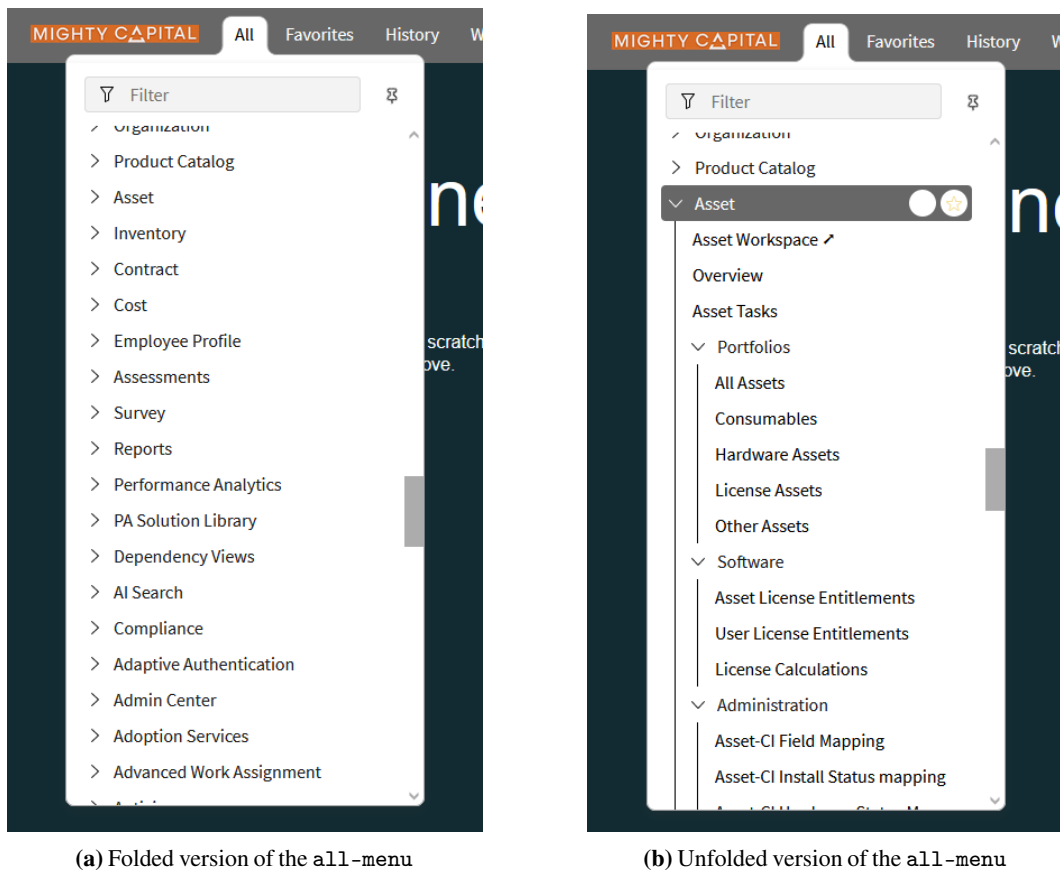 MIGHTY CAPITAL All Favorites History W
Filter
Organization
Product Catalog
Asset
Inventory
Contract
Cost
Employee Profile
Assessments
Survey
Reports
Performance Analytics
PA Solution Library
Dependency Views
AI Search
Compliance
Adaptive Authentication
Admin Center
Adoption Services
Advanced Work Assignment
ne
scratch
ove.
(a) Folded version of the all-menu
MIGHTY CAPITAL All Favorites History W
Filter
Organization
Product Catalog
Asset
Asset Workspace ➚
Overview
Asset Tasks
Portfolios
All Assets
Consumables
Hardware Assets
License Assets
Other Assets
Software
Asset License Entitlements
User License Entitlements
License Calculations
Administration
Asset-CI Field Mapping
Asset-CI Install Status mapping
n
scratch
ove.
(b) Unfolded version of the all-menu